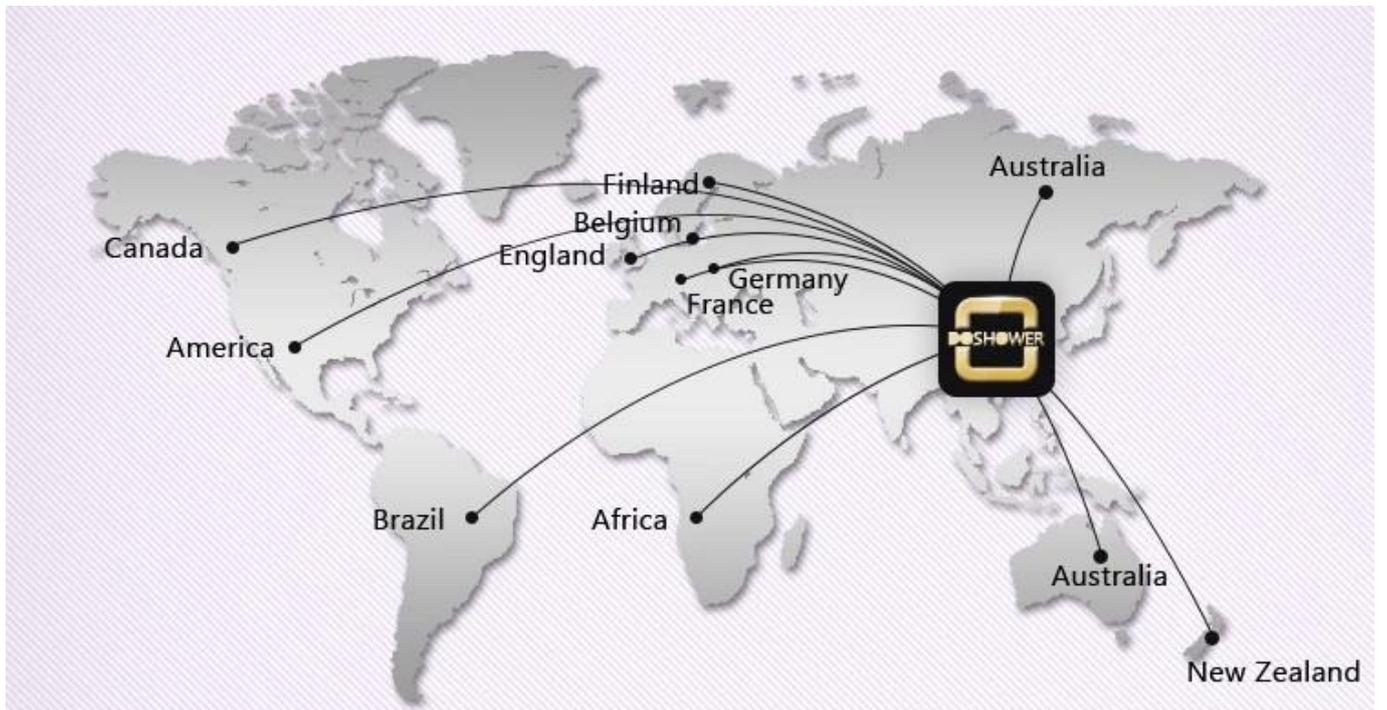 Australia
Finland
Belgium
Canada
England
Germany
France
DOSHOWER
America
Brazil
Africa
Australia
New Zealand